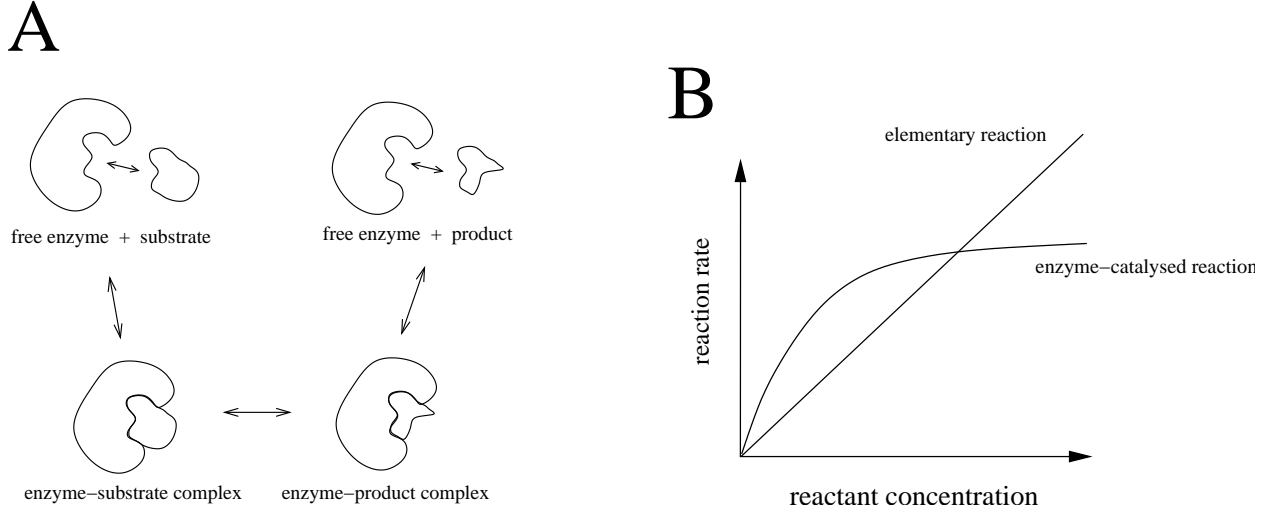 A
free enzyme + substrate
free enzyme + product
enzyme−substrate complex
enzyme−product complex
B
elementary reaction
enzyme−catalysed reaction
reaction rate
reactant concentration